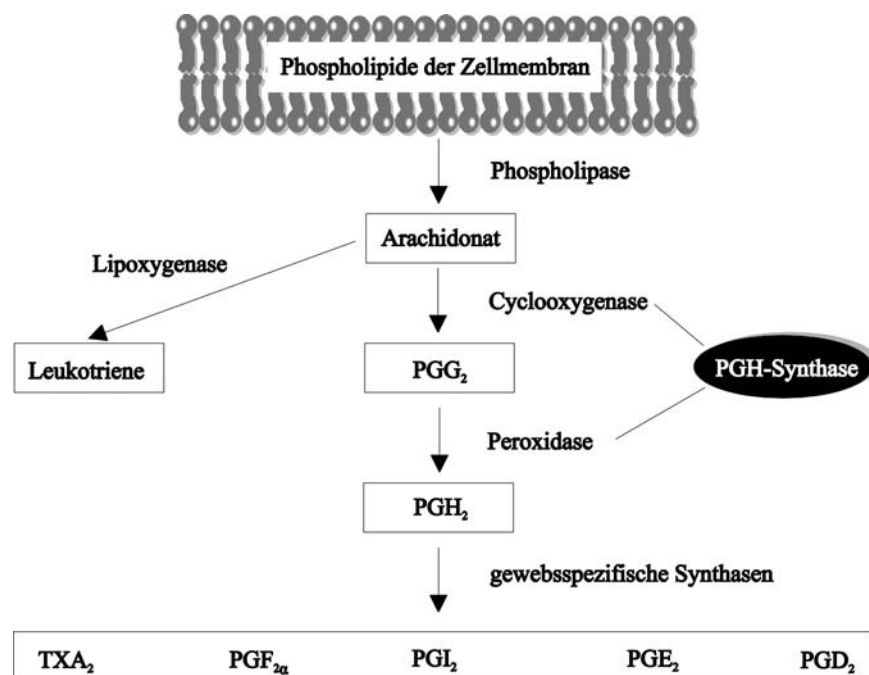 Phospholipide der Zellmembran
Phospholipase
Arachidonat
Lipoxygenase
Cyclooxygenase
Leukotriene
PGG₂
PGH-Synthase
Peroxidase
PGH₂
gewebsspezifische Synthasen
TXA₂ PGF₂α PGI₂ PGE₂ PGD₂